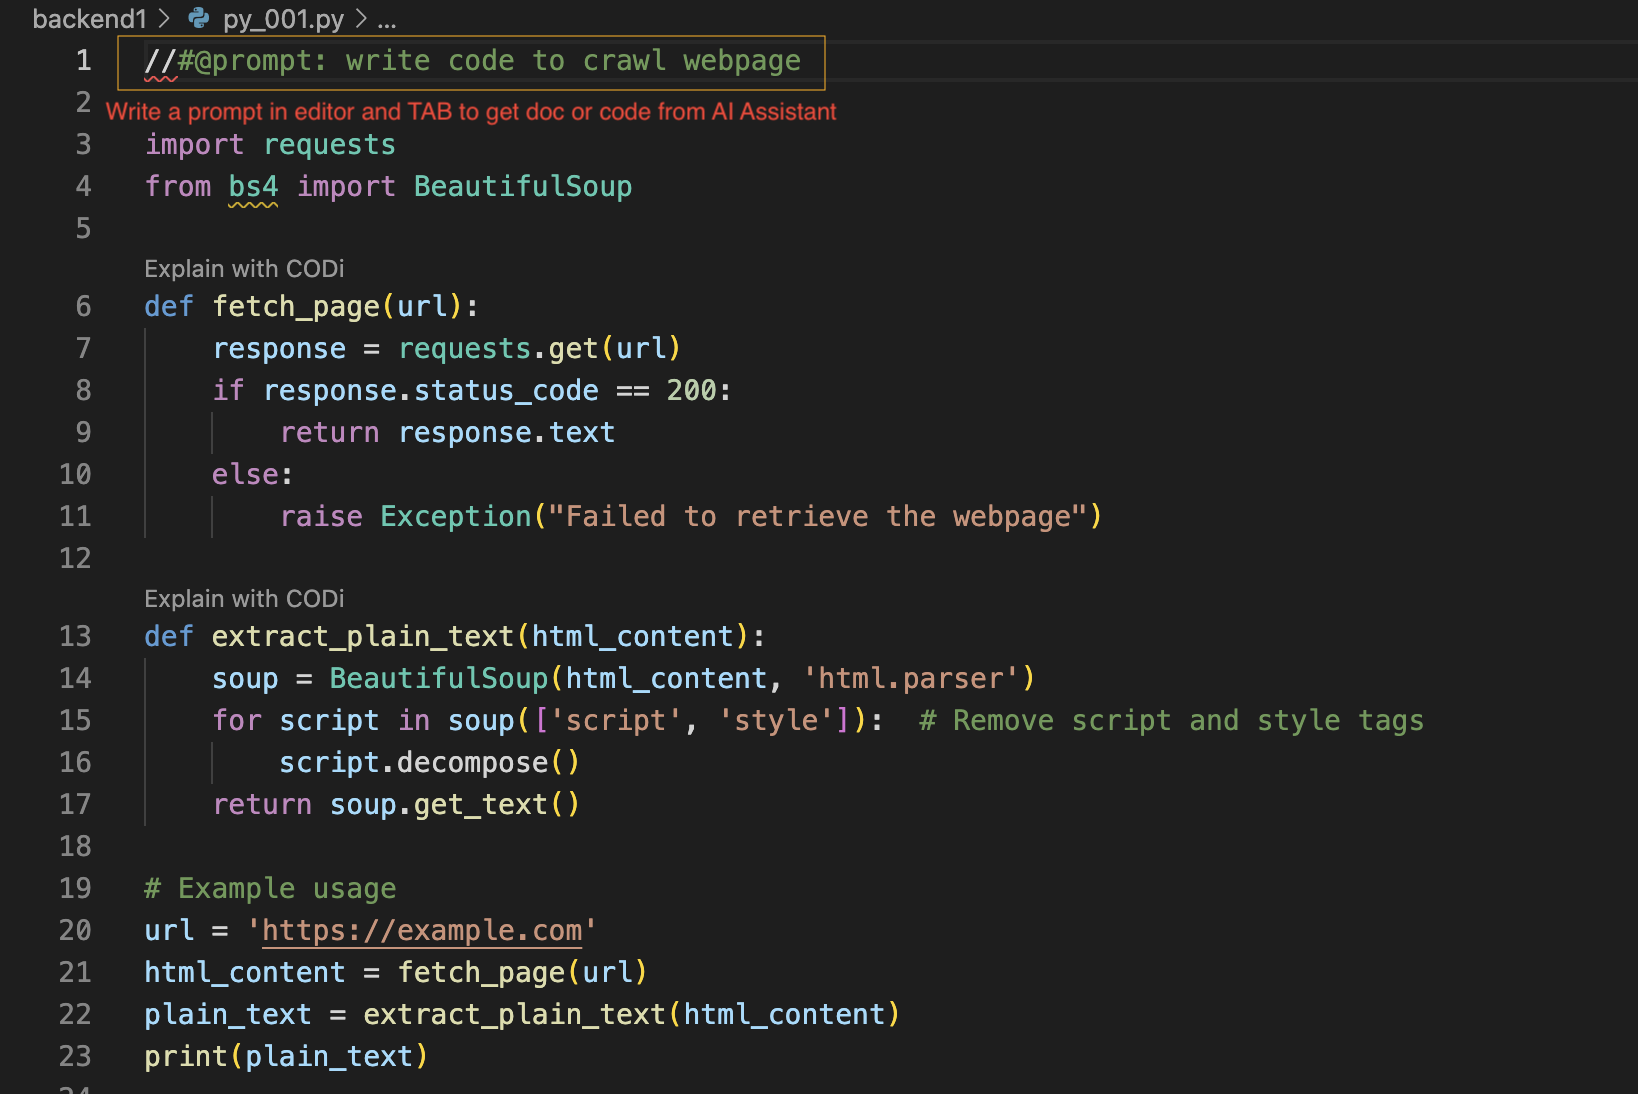 backend1 > py_001.py > ...
1 //#@prompt: write code to crawl webpage
2 Write a prompt in editor and TAB to get doc or code from AI Assistant
3 import requests
4 from bs4 import BeautifulSoup
5
Explain with CODi
6 def fetch_page(url):
7     response = requests.get(url)
8     if response.status_code == 200:
9         return response.text
10     else:
11         raise Exception("Failed to retrieve the webpage")
12
Explain with CODi
13 def extract_plain_text(html_content):
14     soup = BeautifulSoup(html_content, 'html.parser')
15     for script in soup(['script', 'style']):  # Remove script and style tags
16         script.decompose()
17     return soup.get_text()
18
19 # Example usage
20 url = 'https://example.com'
21 html_content = fetch_page(url)
22 plain_text = extract_plain_text(html_content)
23 print(plain_text)